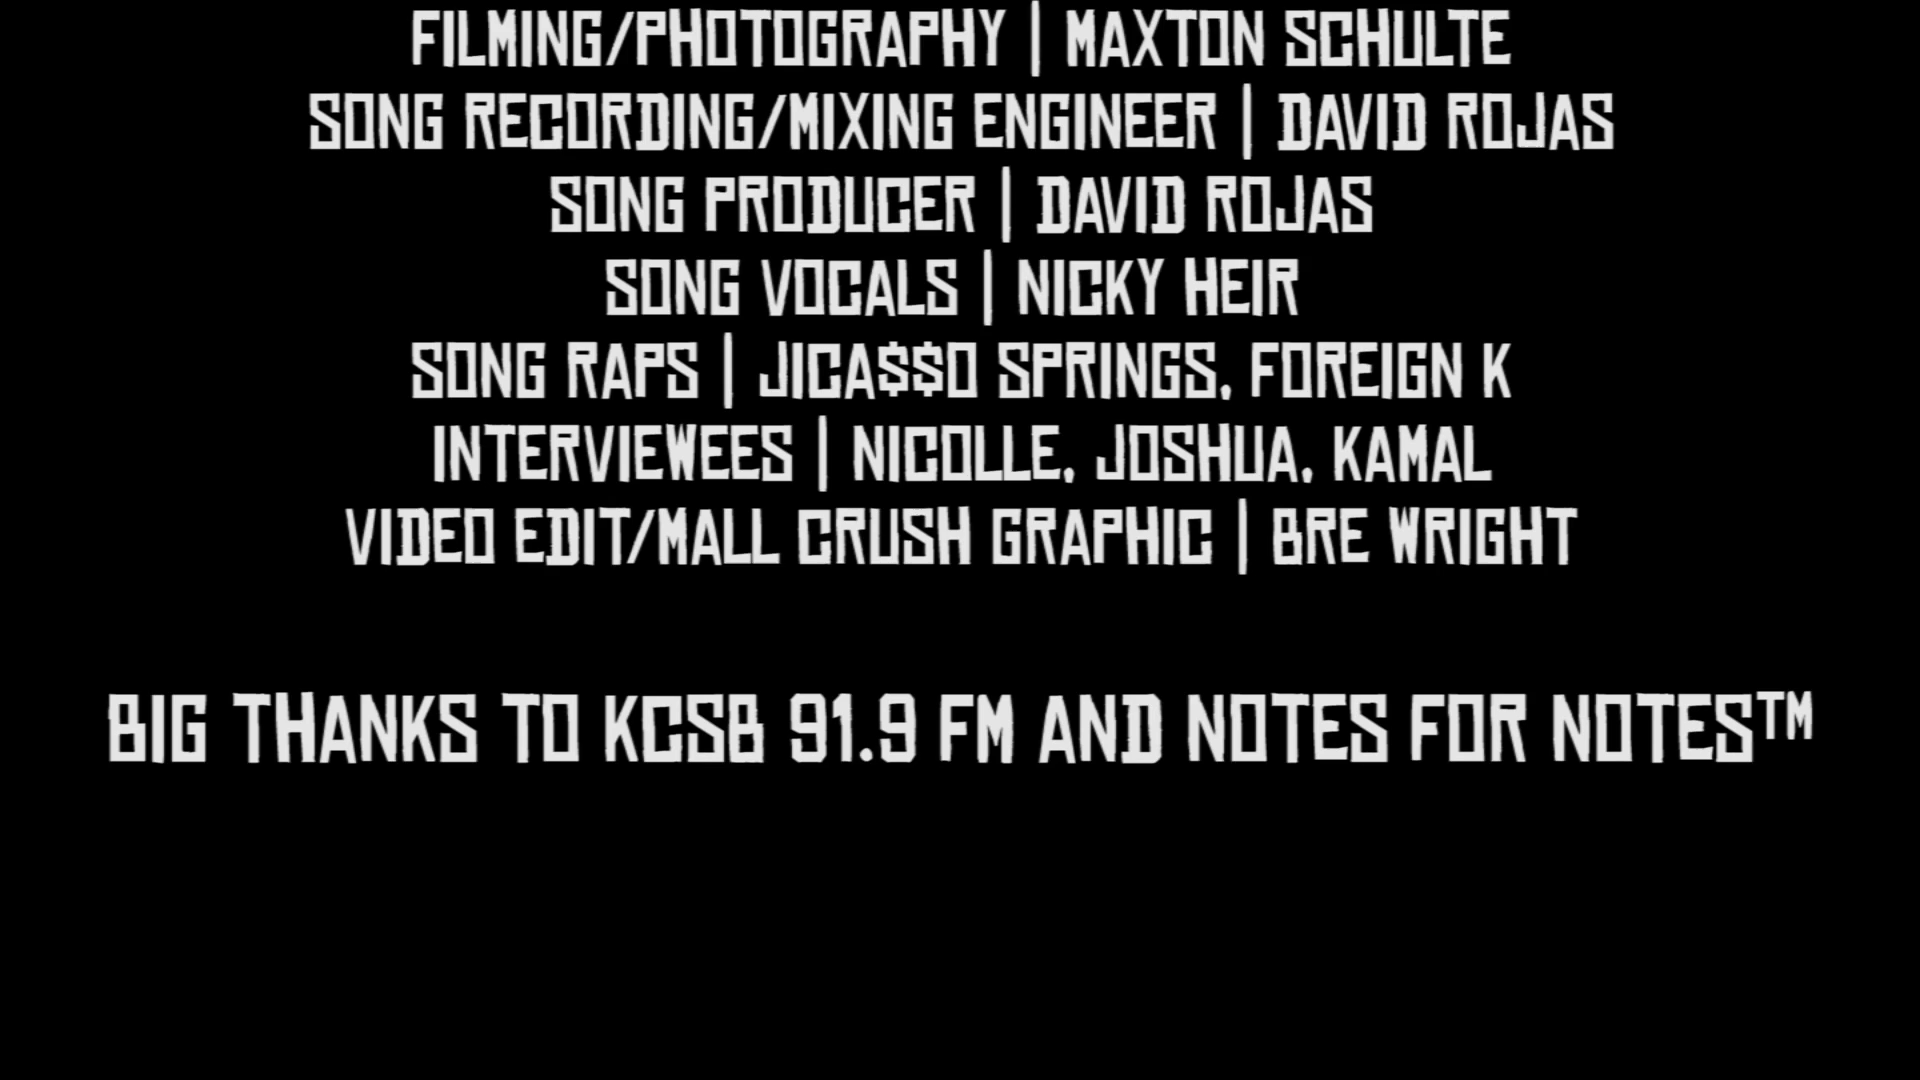 FILMING/PHOTOGRAPHY | MAXTON SCHULTE
SONG RECORDING/MIXING ENGINEER | DAVID ROJAS
SONG PRODUCER | DAVID ROJAS
SONG VOCALS | NICKY HEIR
SONG RAPS | JICA$$O SPRINGS, FOREIGN K
INTERVIEWEES | NICOLLE, JOSHUA, KAMAL
VIDEO EDIT/MALL CRUSH GRAPHIC | BRE WRIGHT
BIG THANKS TO KCSB 91.9 FM AND NOTES FOR NOTES™